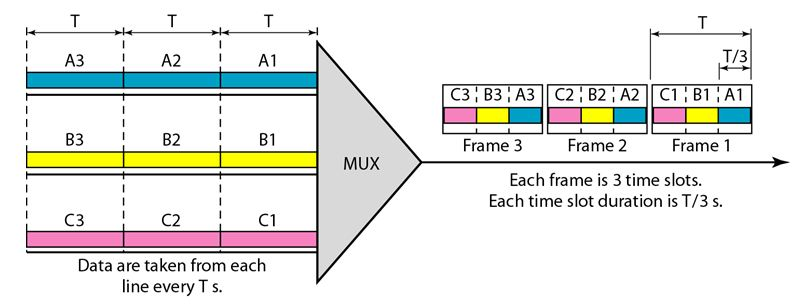 T T T
A3 A2 A1
B3 B2 B1
C3 C2 C1
Data are taken from each
line every T s.
MUX
T
T/3
C3 B3 A3
C2 B2 A2
C1 B1 A1
Frame 3
Frame 2
Frame 1
Each frame is 3 time slots.
Each time slot duration is T/3 s.